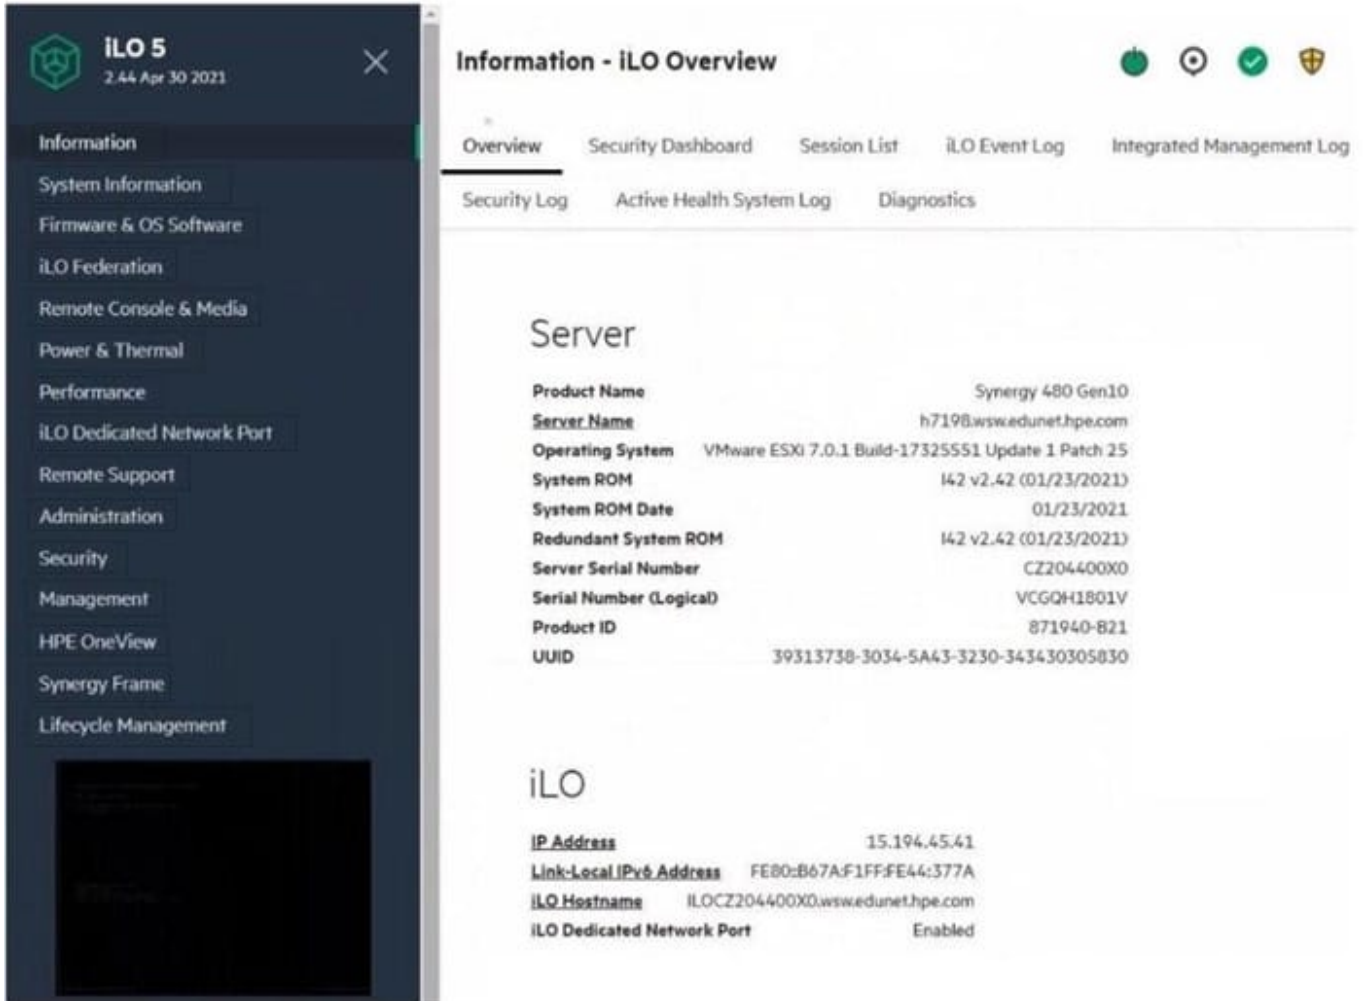 iLO 5
2.44 Apr 30 2021
Information
System Information
Firmware & OS Software
iLO Federation
Remote Console & Media
Power & Thermal
Performance
iLO Dedicated Network Port
Remote Support
Administration
Security
Management
HPE OneView
Synergy Frame
Lifecycle Management
Information - iLO Overview
Overview Security Dashboard Session List iLO Event Log Integrated Management Log
Security Log Active Health System Log Diagnostics
Server
Product Name Synergy 480 Gen10
Server Name h7198.wsw.edunet.hpe.com
Operating System VMware ESXi 7.0.1 Build-17325551 Update 1 Patch 25
System ROM I42 v2.42 (01/23/2021)
System ROM Date 01/23/2021
Redundant System ROM I42 v2.42 (01/23/2021)
Server Serial Number CZ204400X0
Serial Number (Logical) VCGQH1801V
Product ID 871940-B21
UUID 39313738-3034-5A43-3230-343430305830
iLO
IP Address 15.194.45.41
Link-Local IPv6 Address FE80::B67A:F1FF:FE44:377A
iLO Hostname ILOCZ204400X0.wsw.edunet.hpe.com
iLO Dedicated Network Port Enabled